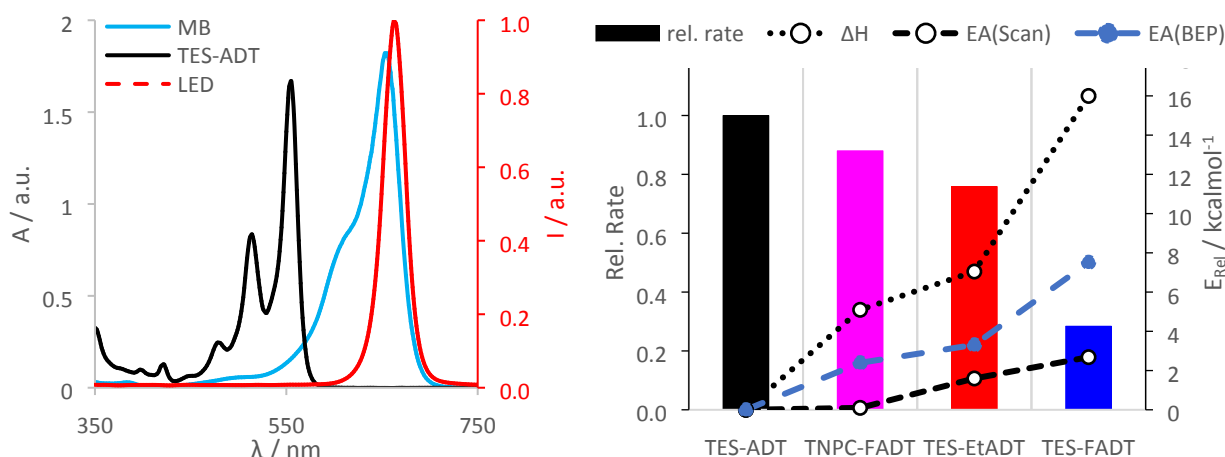 MB
TES-ADT
LED
A / a.u.
2
1.5
1
0.5
0
I / a.u.
1.0
0.8
0.6
0.4
0.2
0.0
350 550 750
λ / nm
rel. rate ΔH EA(Scan) EA(BEP)
Rel. Rate
1.0
0.8
0.6
0.4
0.2
0.0
E_Rel / kcalmol⁻¹
16
14
12
10
8
6
4
2
0
TES-ADT TNPC-FADT TES-EtADT TES-FADT